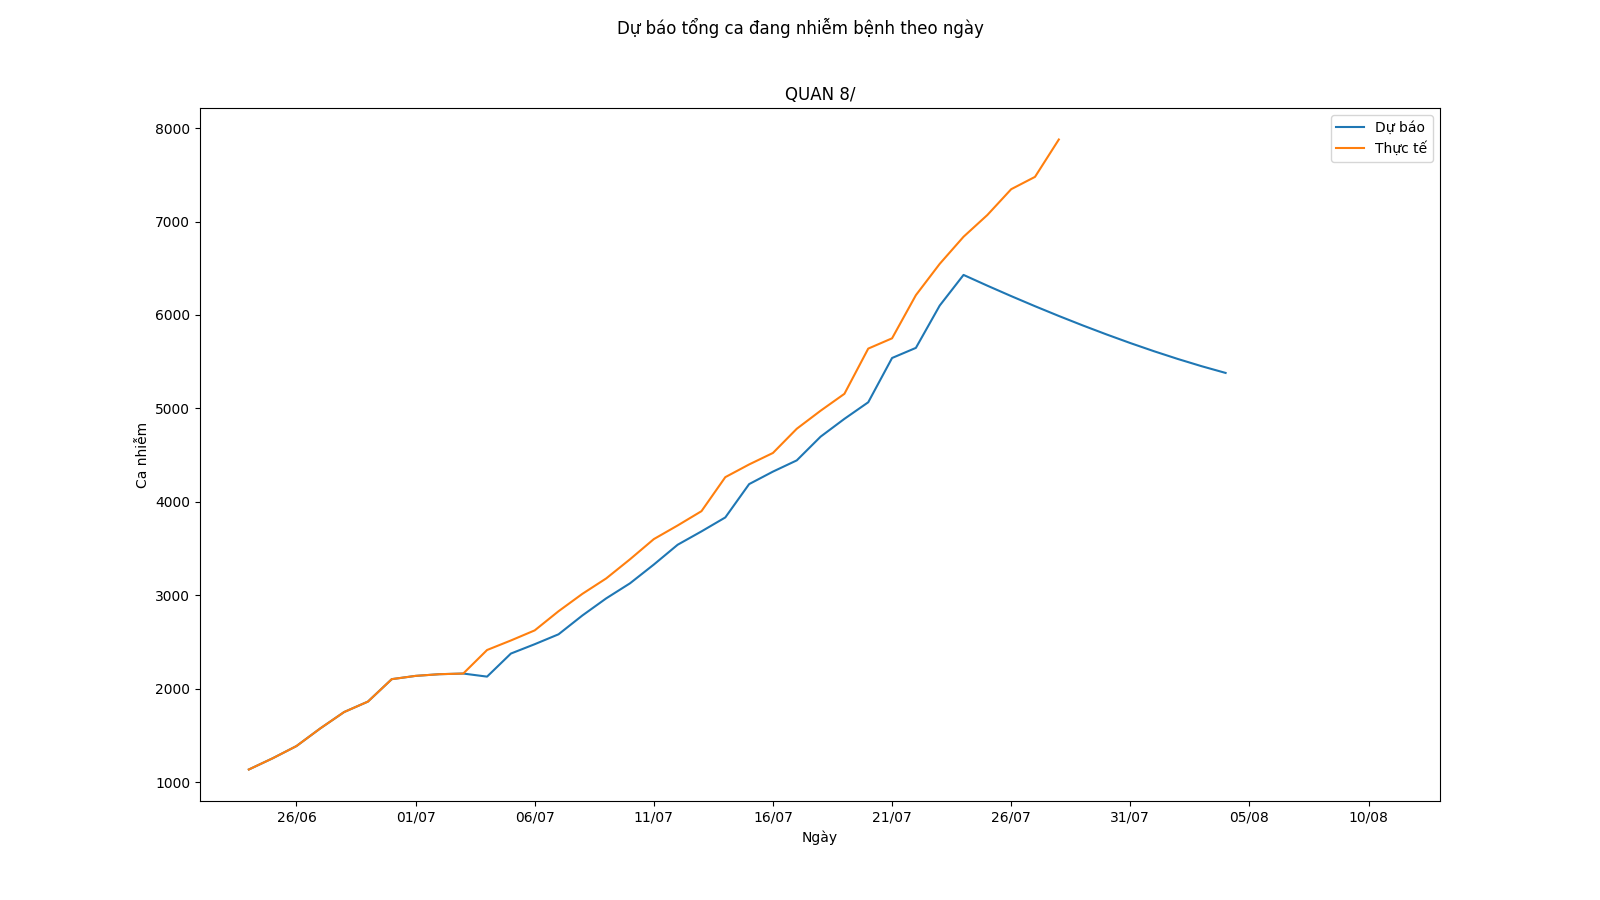 Dự báo tổng ca đang nhiễm bệnh theo ngày
QUAN 8/
Dự báo
Thực tế
Ca nhiễm
8000
7000
6000
5000
4000
3000
2000
1000
26/06 01/07 06/07 11/07 16/07 21/07 26/07 31/07 05/08 10/08
Ngày